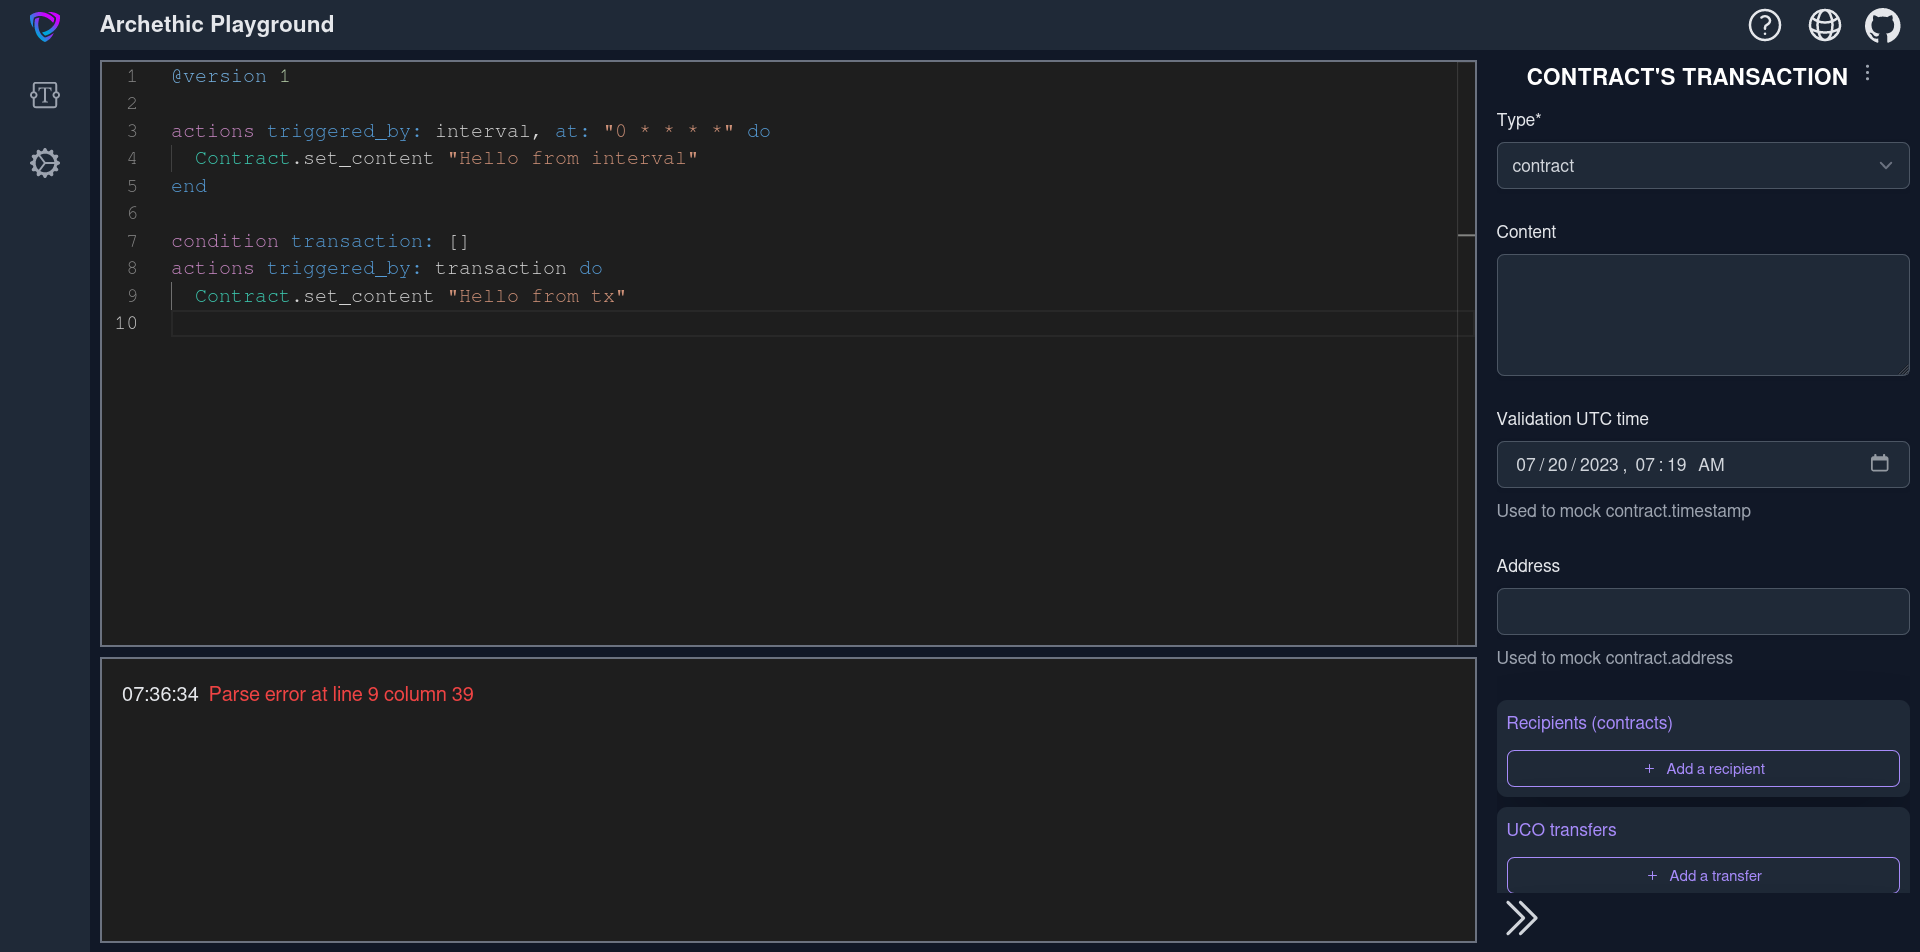 Archethic Playground
1 @version 1
2
3 actions triggered_by: interval, at: "0 * * * *" do
4 Contract.set_content "Hello from interval"
5 end
6
7 condition transaction: []
8 actions triggered_by: transaction do
9 Contract.set_content "Hello from tx"
10
07:36:34 Parse error at line 9 column 39
CONTRACT'S TRANSACTION
Type*
contract
Content
Validation UTC time
07/20/2023, 07:19 AM
Used to mock contract.timestamp
Address
Used to mock contract.address
Recipients (contracts)
+ Add a recipient
UCO transfers
+ Add a transfer